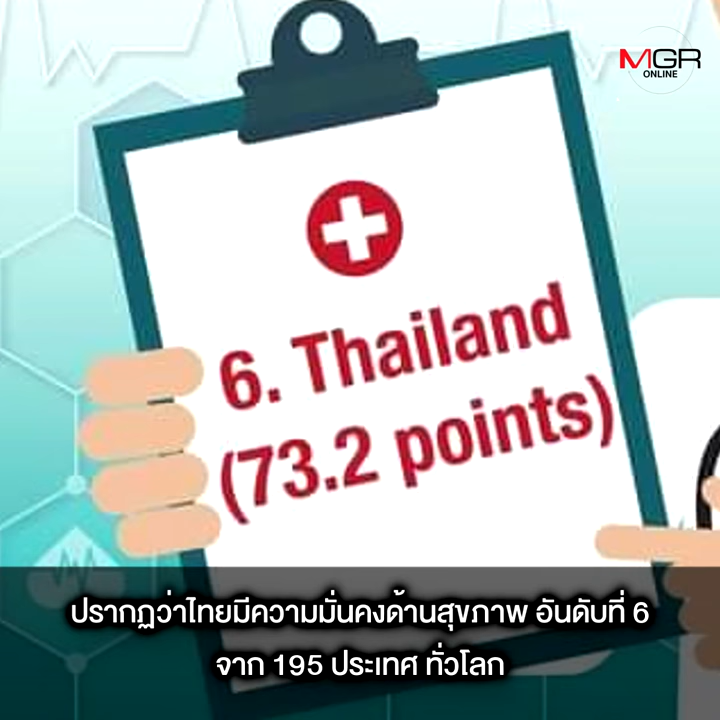 MGR
ONLINE
6. Thailand
(73.2 points)
ปรากฏว่าไทยมีความมั่นคงด้านสุขภาพ อันดับที่ 6
จาก 195 ประเทศ ทั่วโลก